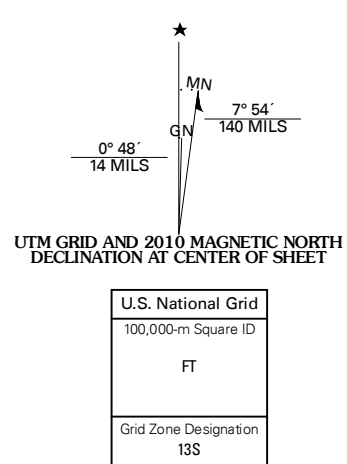 ★
MN
7° 54´
140 MILS
GN
0° 48´
14 MILS
UTM GRID AND 2010 MAGNETIC NORTH
DECLINATION AT CENTER OF SHEET
U.S. National Grid
100,000-m Square ID
FT
Grid Zone Designation
13S